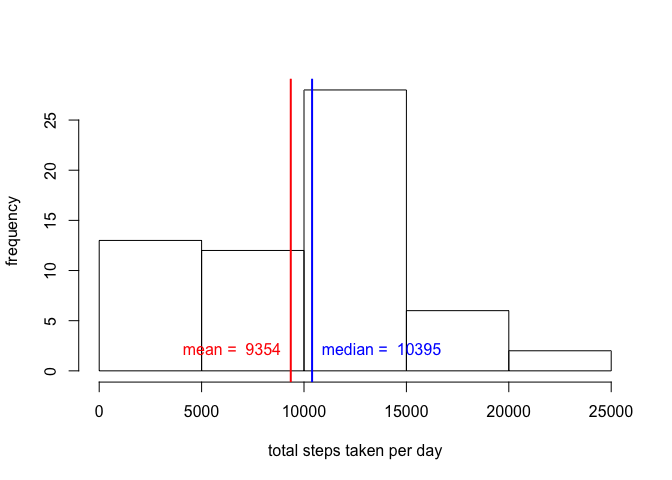 25
20
15
10
5
0
frequency
mean =  9354
median =  10395
0 5000 10000 15000 20000 25000
total steps taken per day